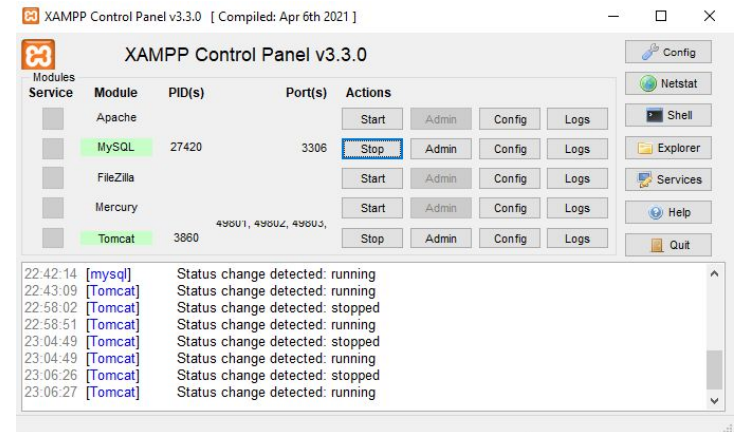 XAMPP Control Panel v3.3.0 [ Compiled: Apr 6th 2021 ]
XAMPP Control Panel v3.3.0
Config
Modules
Service Module PID(s) Port(s) Actions
Netstat
Apache Start Admin Config Logs
Shell
MySQL 27420 3306 Stop Admin Config Logs
Explorer
FileZilla Start Admin Config Logs
Services
Mercury Start Admin Config Logs
Help
49801, 49802, 49803,
Tomcat 3860 Stop Admin Config Logs
Quit
22:42:14 [mysql] Status change detected: running
22:43:09 [Tomcat] Status change detected: running
22:58:02 [Tomcat] Status change detected: stopped
22:58:51 [Tomcat] Status change detected: running
23:04:49 [Tomcat] Status change detected: stopped
23:04:49 [Tomcat] Status change detected: running
23:06:26 [Tomcat] Status change detected: stopped
23:06:27 [Tomcat] Status change detected: running